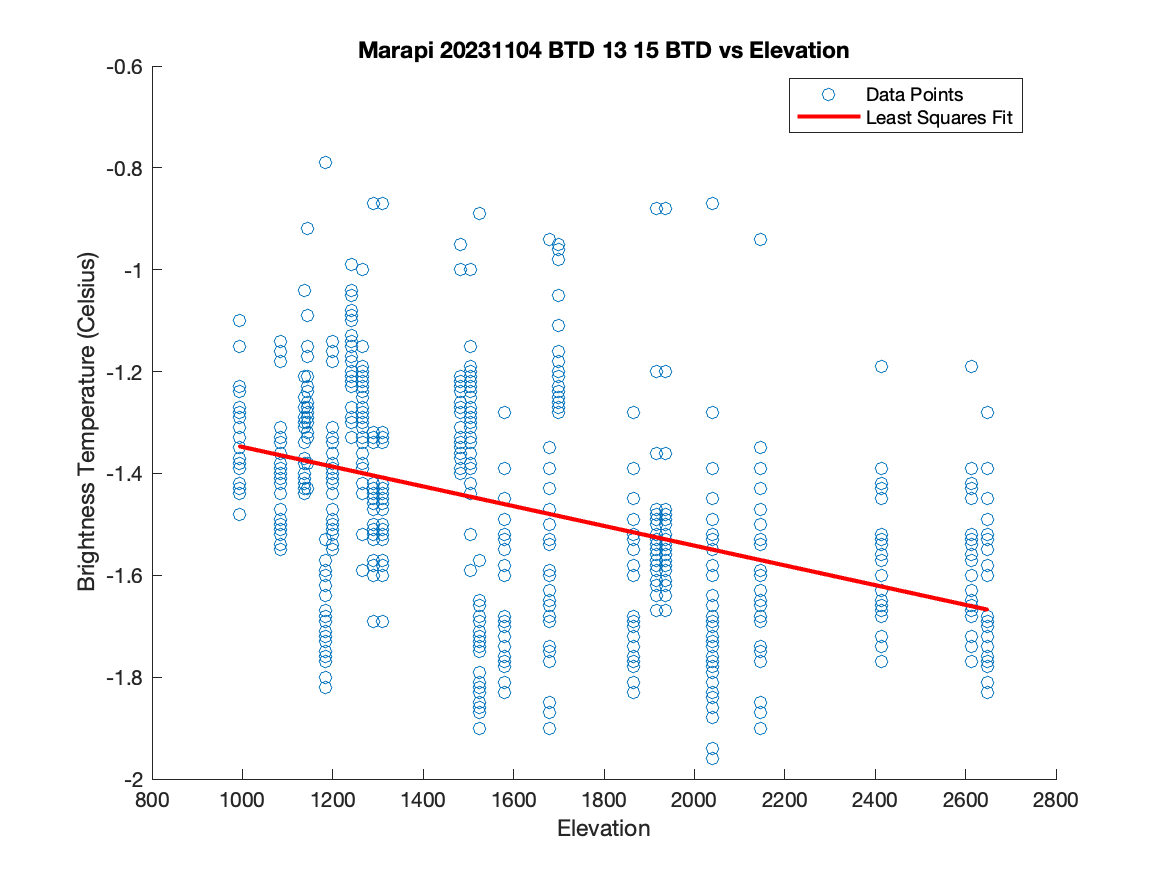 Marapi 20231104 BTD 13 15 BTD vs Elevation
Data Points
Least Squares Fit
-0.6
-0.8
-1
-1.2
-1.4
-1.6
-1.8
-2
Brightness Temperature (Celsius)
800 1000 1200 1400 1600 1800 2000 2200 2400 2600 2800
Elevation